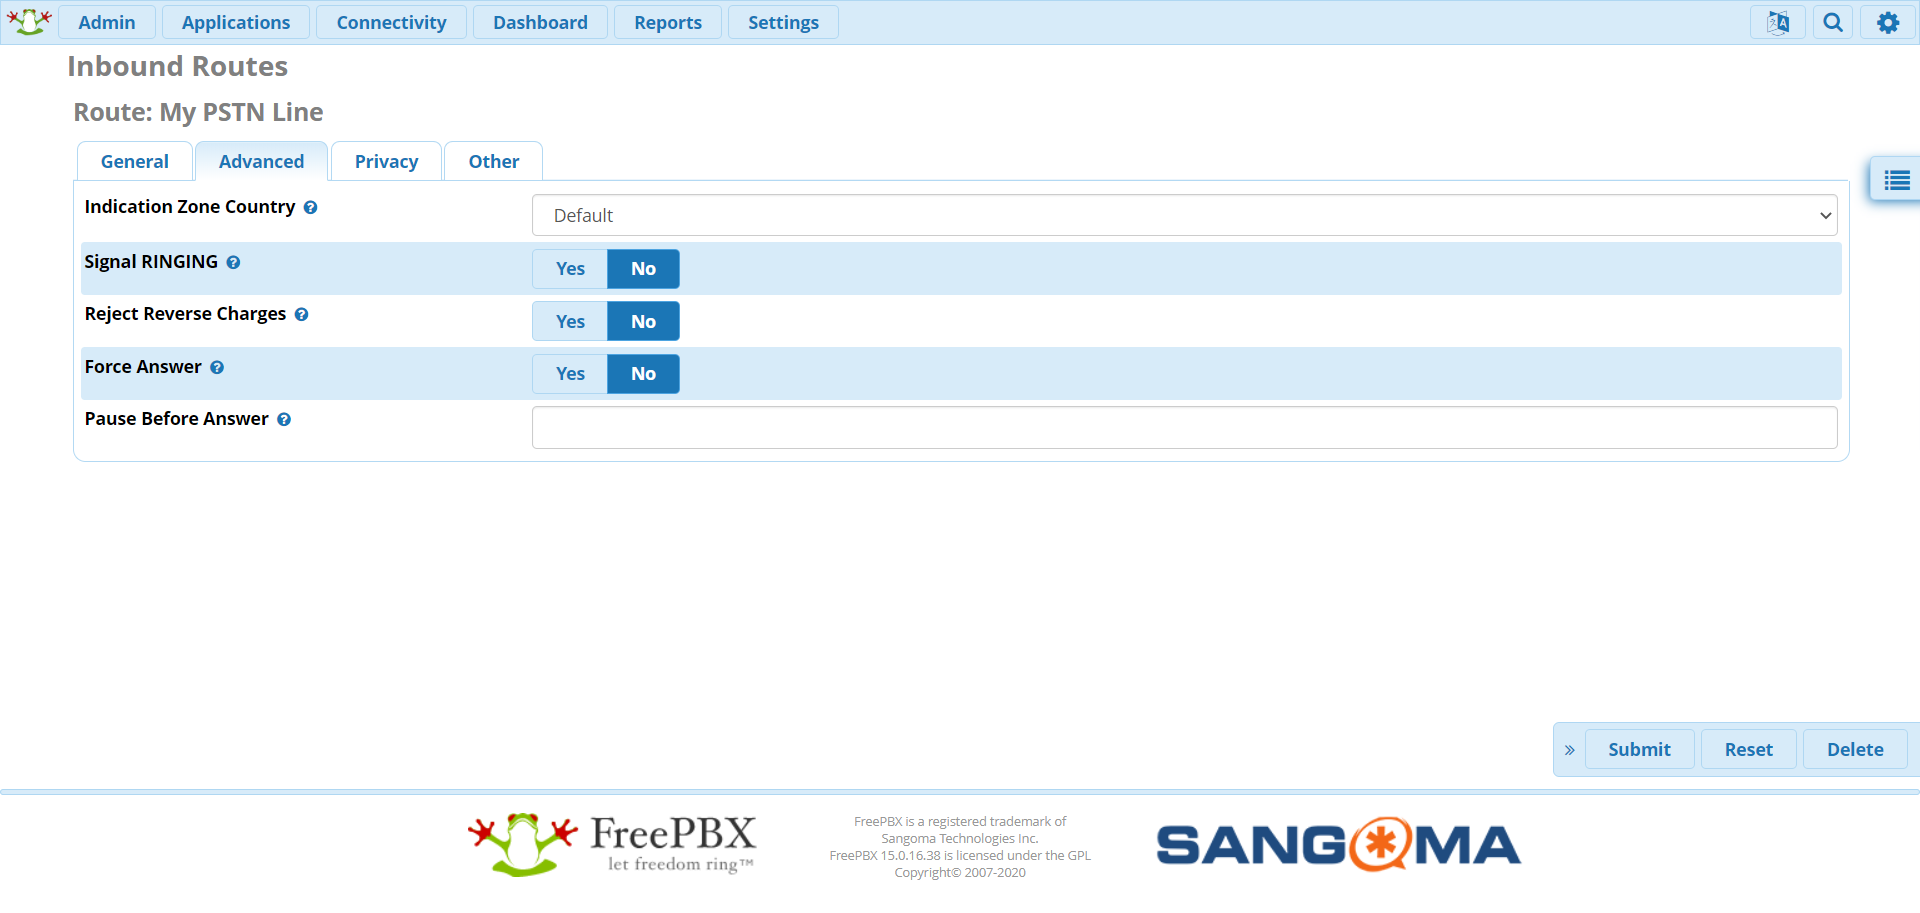 Admin Applications Connectivity Dashboard Reports Settings
Inbound Routes
Route: My PSTN Line
General Advanced Privacy Other
Indication Zone Country Default
Signal RINGING Yes No
Reject Reverse Charges Yes No
Force Answer Yes No
Pause Before Answer
» Submit Reset Delete
FreePBX
let freedom ring™
FreePBX is a registered trademark of
Sangoma Technologies Inc.
FreePBX 15.0.16.38 is licensed under the GPL
Copyright© 2007-2020
SANGOMA